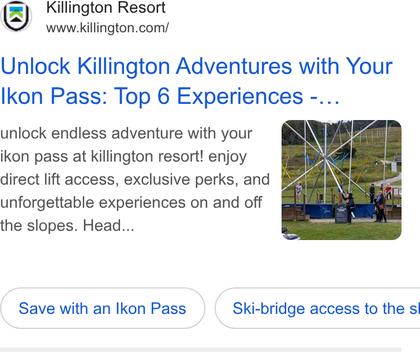 Killington Resort
www.killington.com/
Unlock Killington Adventures with Your
Ikon Pass: Top 6 Experiences -...
unlock endless adventure with your
ikon pass at killington resort! enjoy
direct lift access, exclusive perks, and
unforgettable experiences on and off
the slopes. Head...
Save with an Ikon Pass
Ski-bridge access to the